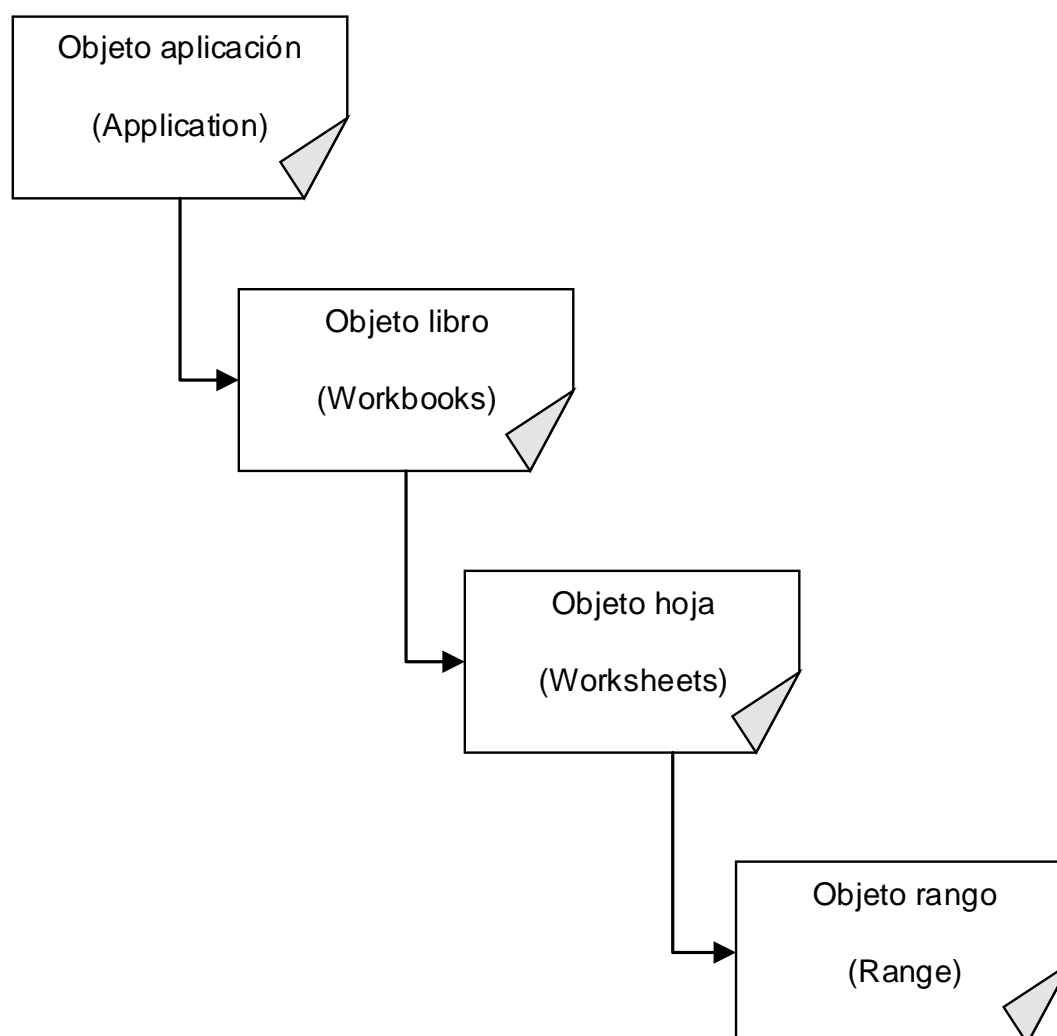 Objeto aplicación
(Application)
Objeto libro
(Workbooks)
Objeto hoja
(Worksheets)
Objeto rango
(Range)